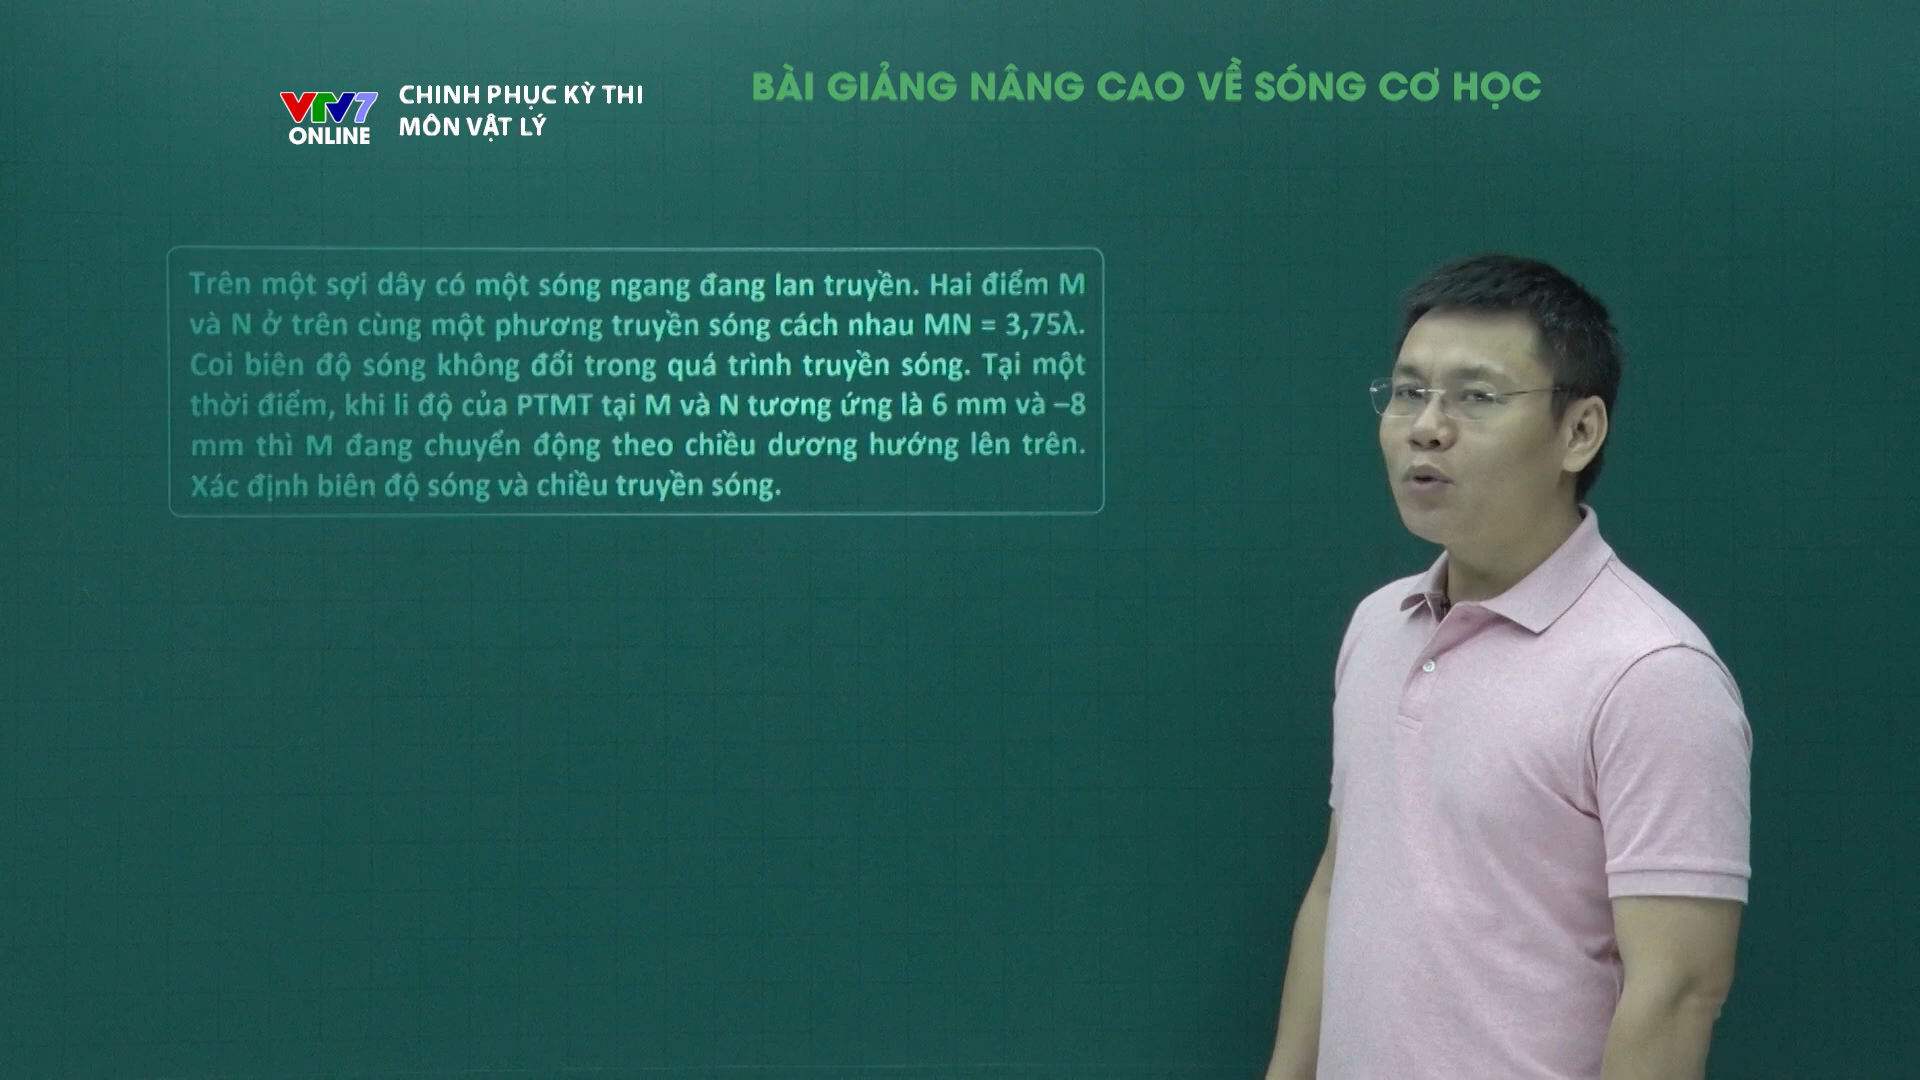 BÀI GIẢNG NÂNG CAO VỀ SÓNG CƠ HỌC
VTV7
ONLINE
CHINH PHỤC KỲ THI
MÔN VẬT LÝ
Trên một sợi dây có một sóng ngang đang lan truyền. Hai điểm M
và N ở trên cùng một phương truyền sóng cách nhau MN = 3,75λ.
Coi biên độ sóng không đổi trong quá trình truyền sóng. Tại một
thời điểm, khi li độ của PTMT tại M và N tương ứng là 6 mm và –8
mm thì M đang chuyển động theo chiều dương hướng lên trên.
Xác định biên độ sóng và chiều truyền sóng.